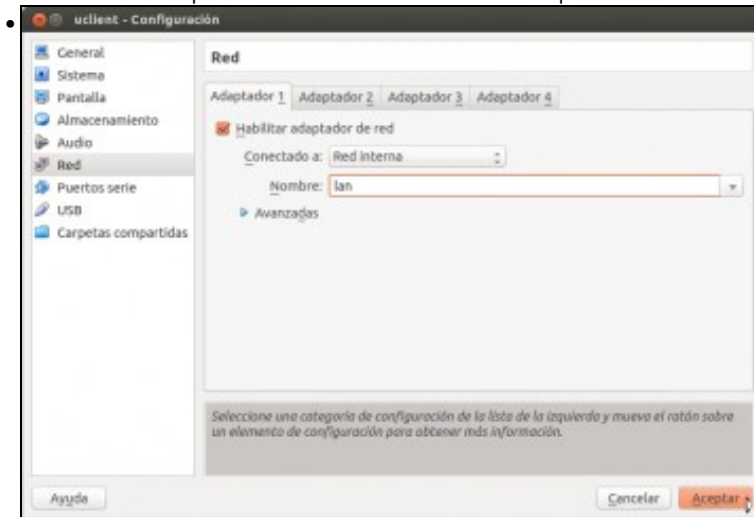 uclient - Configuración
General
Sistema
Pantalla
Almacenamiento
Audio
Red
Puertos serie
USB
Carpetas compartidas
Red
Adaptador 1 Adaptador 2 Adaptador 3 Adaptador 4
Habilitar adaptador de red
Conectado a: Red interna
Nombre: lan
Avanzadas
Seleccione una categoría de configuración de la lista de la izquierda y mueva el ratón sobre
un elemento de configuración para obtener más información.
Ayuda Cancelar Aceptar